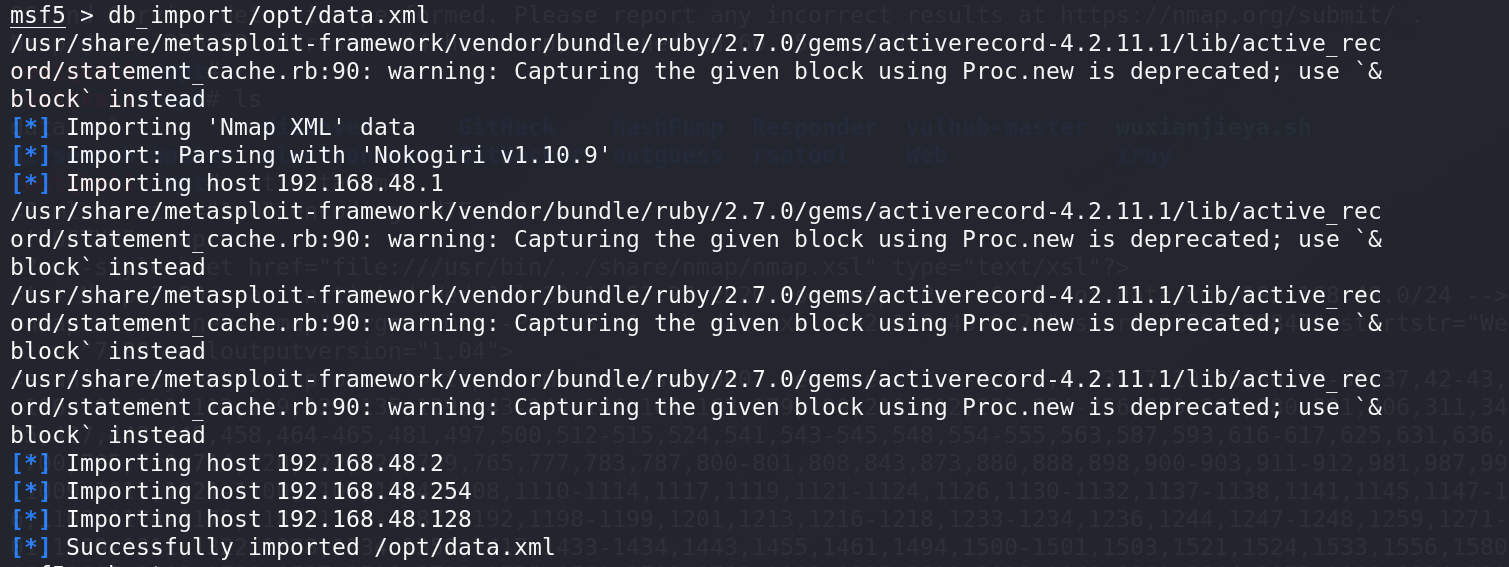 msf5 > db_import /opt/data.xml
/usr/share/metasploit-framework/vendor/bundle/ruby/2.7.0/gems/activerecord-4.2.11.1/lib/active_rec
ord/statement_cache.rb:90: warning: Capturing the given block using Proc.new is deprecated; use `&
block` instead
[*] Importing 'Nmap XML' data
[*] Import: Parsing with 'Nokogiri v1.10.9'
[*] Importing host 192.168.48.1
/usr/share/metasploit-framework/vendor/bundle/ruby/2.7.0/gems/activerecord-4.2.11.1/lib/active_rec
ord/statement_cache.rb:90: warning: Capturing the given block using Proc.new is deprecated; use `&
block` instead
/usr/share/metasploit-framework/vendor/bundle/ruby/2.7.0/gems/activerecord-4.2.11.1/lib/active_rec
ord/statement_cache.rb:90: warning: Capturing the given block using Proc.new is deprecated; use `&
block` instead
/usr/share/metasploit-framework/vendor/bundle/ruby/2.7.0/gems/activerecord-4.2.11.1/lib/active_rec
ord/statement_cache.rb:90: warning: Capturing the given block using Proc.new is deprecated; use `&
block` instead
[*] Importing host 192.168.48.2
[*] Importing host 192.168.48.254
[*] Importing host 192.168.48.128
[*] Successfully imported /opt/data.xml